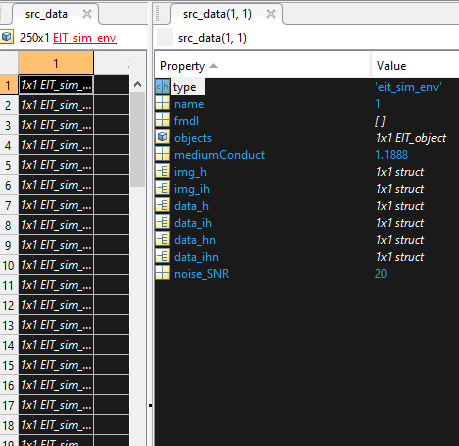 src_data
250x1 EIT_sim_env
1
1 1x1 EIT_sim_...
2 1x1 EIT_sim_...
3 1x1 EIT_sim_...
4 1x1 EIT_sim_...
5 1x1 EIT_sim_...
6 1x1 EIT_sim_...
7 1x1 EIT_sim_...
8 1x1 EIT_sim_...
9 1x1 EIT_sim_...
10 1x1 EIT_sim_...
11 1x1 EIT_sim_...
12 1x1 EIT_sim_...
13 1x1 EIT_sim_...
14 1x1 EIT_sim_...
15 1x1 EIT_sim_...
16 1x1 EIT_sim_...
17 1x1 EIT_sim_...
18 1x1 EIT_sim_...
19 1x1 EIT_sim_...
src_data(1, 1)
src_data(1, 1)
Property Value
type 'eit_sim_env'
name 1
fmdl []
objects 1x1 EIT_object
mediumConduct 1.1888
img_h 1x1 struct
img_ih 1x1 struct
data_h 1x1 struct
data_ih 1x1 struct
data_hn 1x1 struct
data_ihn 1x1 struct
noise_SNR 20